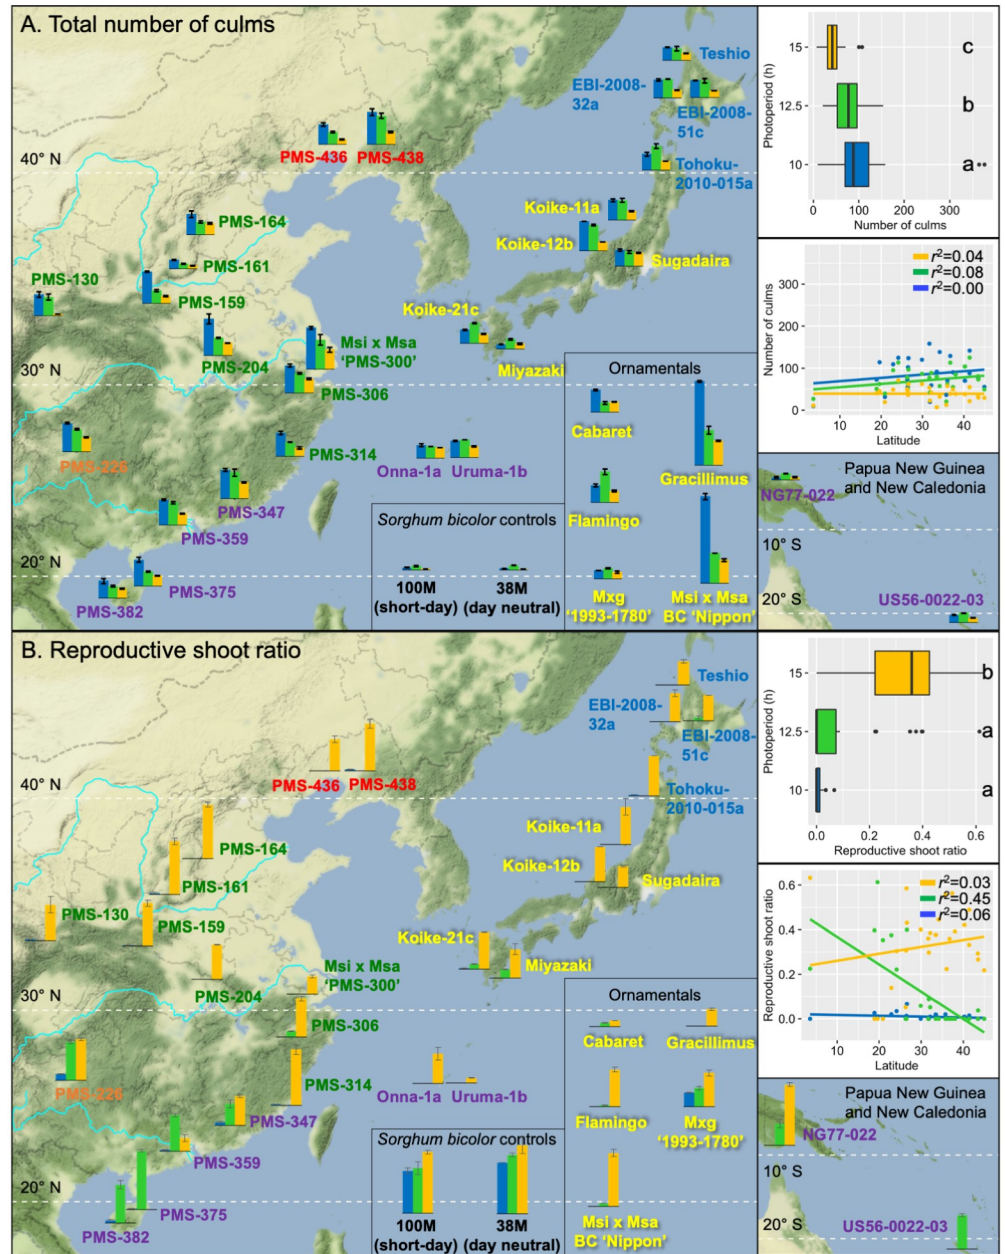 A. Total number of culms
Teshio
EBI-2008-
32a
EBI-2008-
51c
40° N
PMS-436
PMS-438
Tohoku-
2010-015a
PMS-164
Koike-11a
Koike-12b
Sugadaira
PMS-161
PMS-130
PMS-159
Koike-21c
Msi x Msa
'PMS-300'
PMS-204
Miyazaki
30° N
PMS-306
PMS-226
PMS-314
Onna-1a
Uruma-1b
PMS-347
PMS-359
20° N
PMS-375
PMS-382
Sorghum bicolor controls
100M
(short-day)
38M
(day neutral)
Ornamentals
Cabaret
Gracillimus
Flamingo
Mxg
'1993-1780'
Msi x Msa
BC 'Nippon'
Photoperiod (h)
15
12.5
10
c
b
a
0
100
200
300
Number of culms
Number of culms
300
200
100
0
r²=0.04
r²=0.08
r²=0.00
10
20
30
40
Latitude
Papua New Guinea
and New Caledonia
NG77-022
10° S
20° S
US56-0022-03
B. Reproductive shoot ratio
Teshio
EBI-2008-
32a
EBI-2008-
51c
PMS-436
PMS-438
40° N
Tohoku-
2010-015a
Koike-11a
PMS-164
Koike-12b
Sugadaira
PMS-161
PMS-130
PMS-159
Koike-21c
Miyazaki
Msi x Msa
'PMS-300'
PMS-204
30° N
PMS-306
PMS-226
PMS-314
Onna-1a
Uruma-1b
PMS-347
PMS-359
20° N
PMS-375
PMS-382
Sorghum bicolor controls
100M
(short-day)
38M
(day neutral)
Ornamentals
Cabaret
Gracillimus
Flamingo
Mxg
'1993-1780'
Msi x Msa
BC 'Nippon'
Photoperiod (h)
15
12.5
10
b
a
a
0.0
0.2
0.4
0.6
Reproductive shoot ratio
Reproductive shoot ratio
0.6
0.4
0.2
0.0
r²=0.03
r²=0.45
r²=0.06
10
20
30
40
Latitude
Papua New Guinea
and New Caledonia
NG77-022
10° S
20° S
US56-0022-03